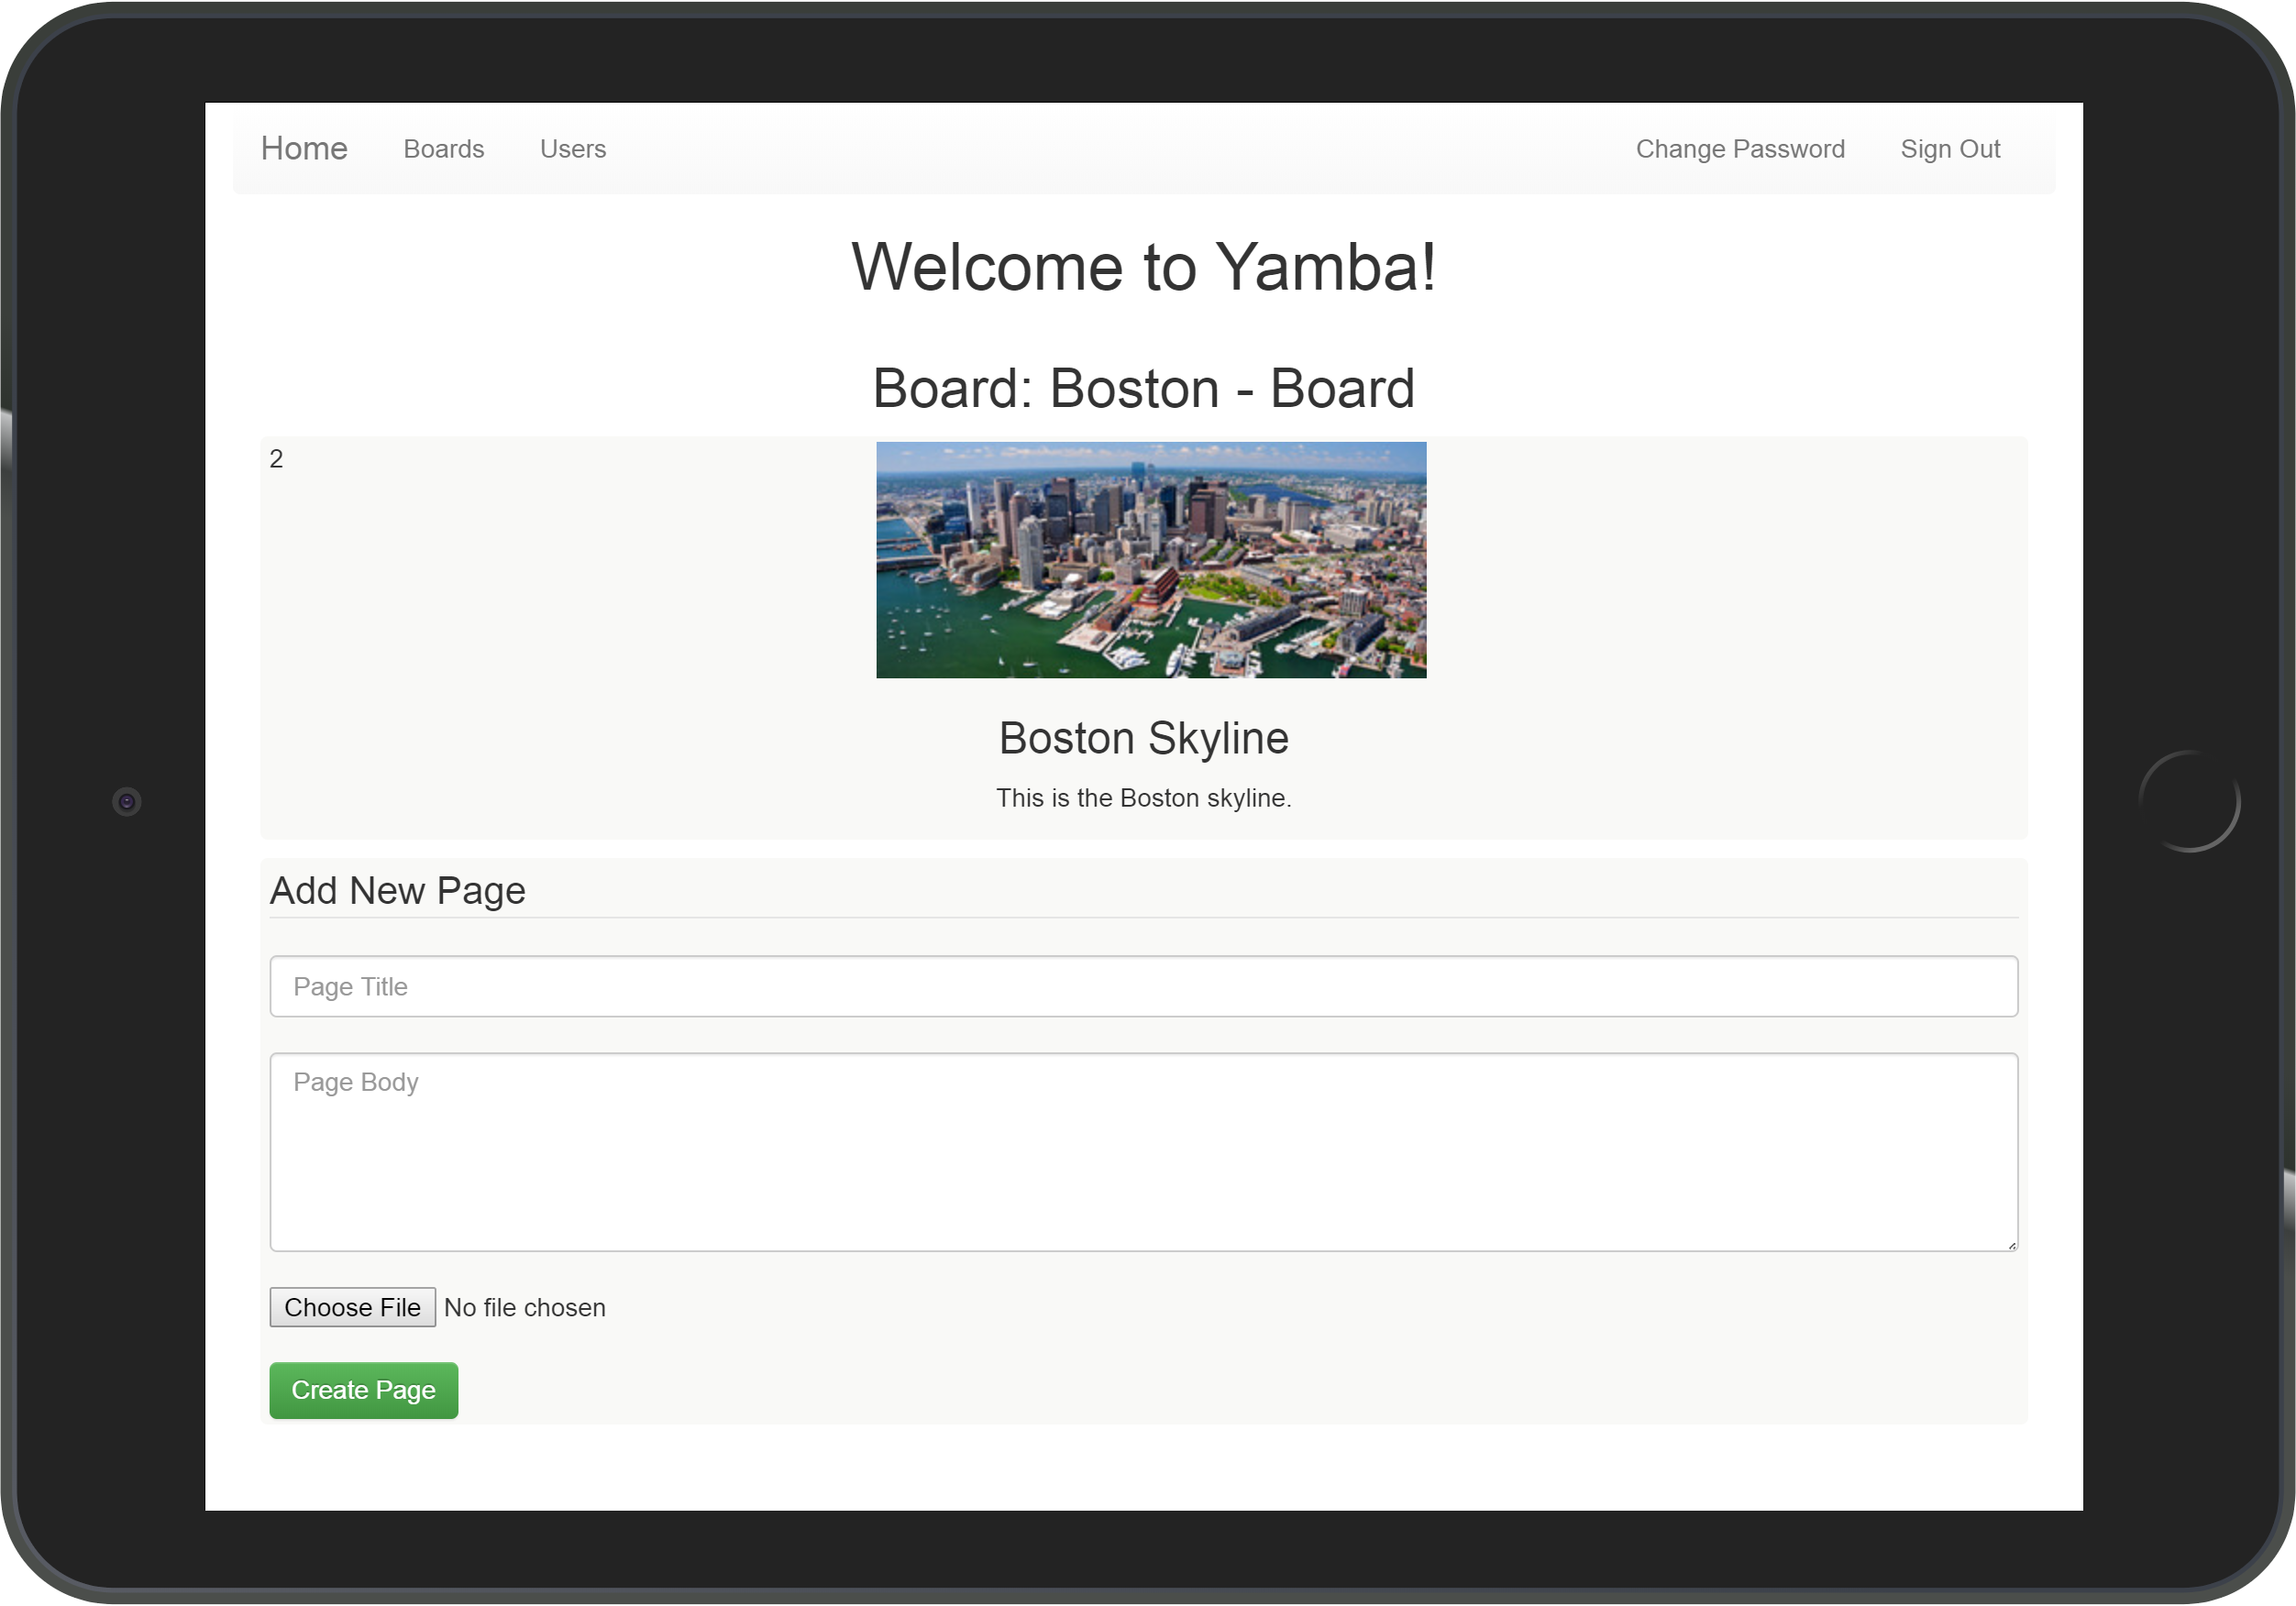 Home Boards Users Change Password Sign Out
Welcome to Yamba!
Board: Boston - Board
2
Boston Skyline
This is the Boston skyline.
Add New Page
Page Title
Page Body
Choose File No file chosen
Create Page